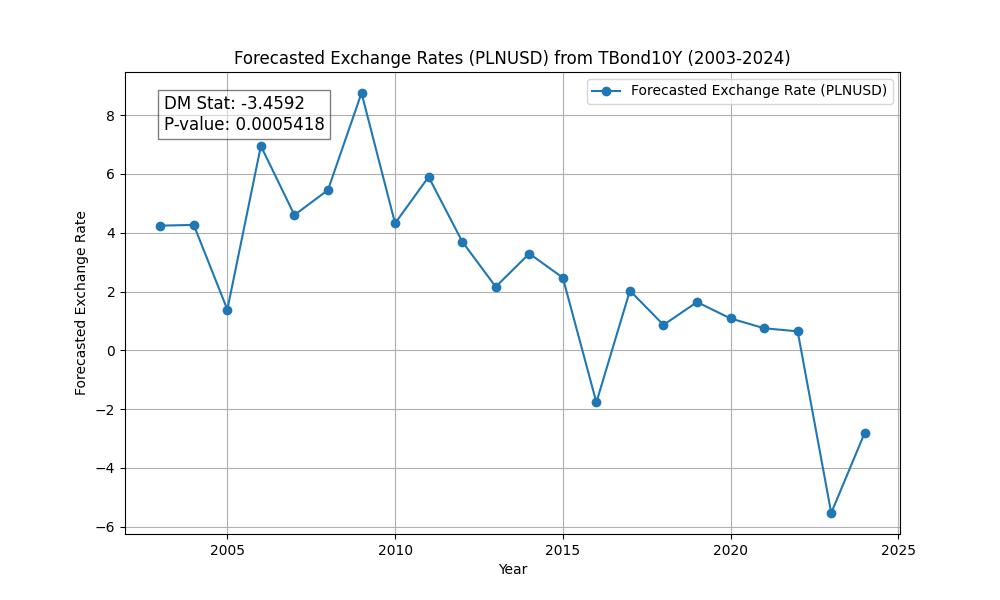 Forecasted Exchange Rates (PLNUSD) from TBond10Y (2003-2024)
DM Stat: -3.4592
P-value: 0.0005418
Forecasted Exchange Rate (PLNUSD)
Forecasted Exchange Rate
8
6
4
2
0
−2
−4
−6
2005
2010
2015
2020
2025
Year